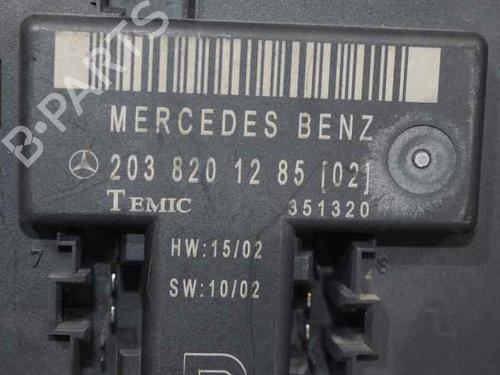 B-PARTS
MERCEDES BENZ
203 820 12 85 [02]
TEMIC 351320
7
HW:15/02
8
SW:10/02